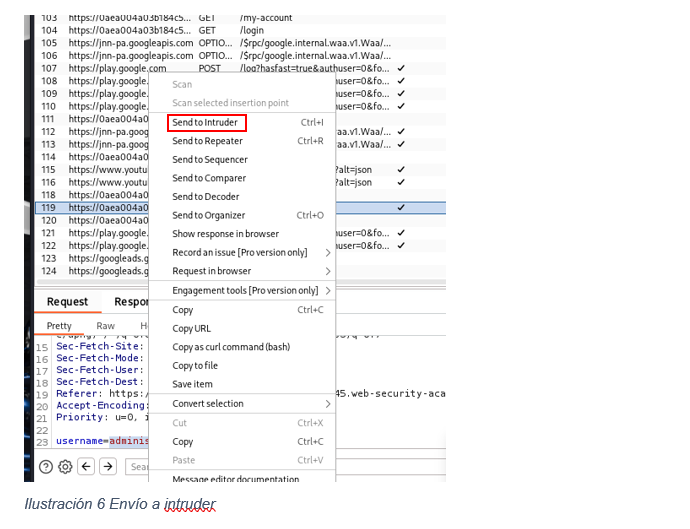 103 https://0aea004a03b184c5... GET /my-account
104 https://0aea004a03b184c5... GET /login
105 https://jnn-pa.googleapis.com OPTIO... /$rpc/google.internal.waa.v1.Waa/...
106 https://jnn-pa.googleapis.com OPTIO... /$rpc/google.internal.waa.v1.Waa/...
107 https://play.google.com POST /log?hasfast=true&authuser=0&fo... ✓
108 https://play.google. user=0&fo... ✓
109 https://play.google. user=0&fo... ✓
110 https://play.google. user=0&fo... ✓
111 https://0aea004a0
112 https://jnn-pa.goo waa.v1.Waa/... ✓
113 https://jnn-pa.goo waa.v1.Waa/... ✓
114 https://0aea004a0
115 https://www.youtu ?alt=json ✓
116 https://www.youtu ?alt=json ✓
118 https://0aea004a0
119 https://0aea004a0 ✓
120 https://0aea004a0
121 https://play.google. user=0&fo... ✓
122 https://play.google. user=0&fo... ✓
123 https://googleads.g
124 https://googleads.g
Scan
Scan selected insertion point
Send to Intruder Ctrl+I
Send to Repeater Ctrl+R
Send to Sequencer
Send to Comparer
Send to Decoder
Send to Organizer Ctrl+O
Show response in browser
Record an issue [Pro version only]
Request in browser
Engagement tools [Pro version only]
Copy Ctrl+C
Copy URL
Copy as curl command (bash)
Copy to file
Save item
Convert selection
Cut Ctrl+X
Copy Ctrl+C
Paste Ctrl+V
Message editor documentation
Request Respon
Pretty Raw H
15 Sec-Fetch-Site:
16 Sec-Fetch-Mode:
17 Sec-Fetch-User:
18 Sec-Fetch-Dest:
19 Referer: https: 45.web-security-aca
20 Accept-Encoding:
21 Priority: u=0, i
22
23 username=adminis
Sear
Ilustración 6 Envío a intruder